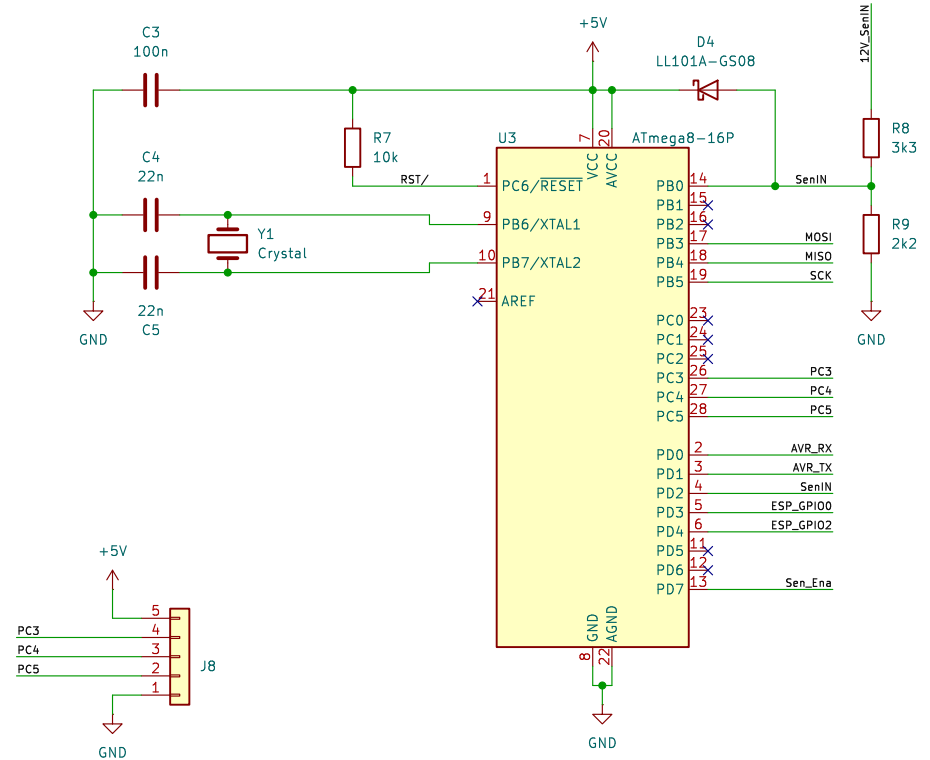 C3
100n
+5V
D4
LL101A-GS08
12V_SenIN
R8
3k3
R7
10k
U3
ATmega8-16P
7
20
VCC
AVCC
C4
22n
RST/
1
PC6/RESET
PB0
14
SenIN
PB1
15
9
PB6/XTAL1
PB2
16
Y1
Crystal
R9
2k2
PB3
17
MOSI
10
PB7/XTAL2
PB4
18
MISO
PB5
19
SCK
21
AREF
22n
C5
GND
GND
PC0
23
PC1
24
PC2
25
PC3
26
PC3
PC4
27
PC4
PC5
28
PC5
PD0
2
AVR_RX
PD1
3
AVR_TX
PD2
4
SenIN
PD3
5
ESP_GPIO0
PD4
6
ESP_GPIO2
PD5
11
PD6
12
PD7
13
Sen_Ena
+5V
5
PC3
4
PC4
3
PC5
2
1
J8
GND
GND
AGND
8
22
GND